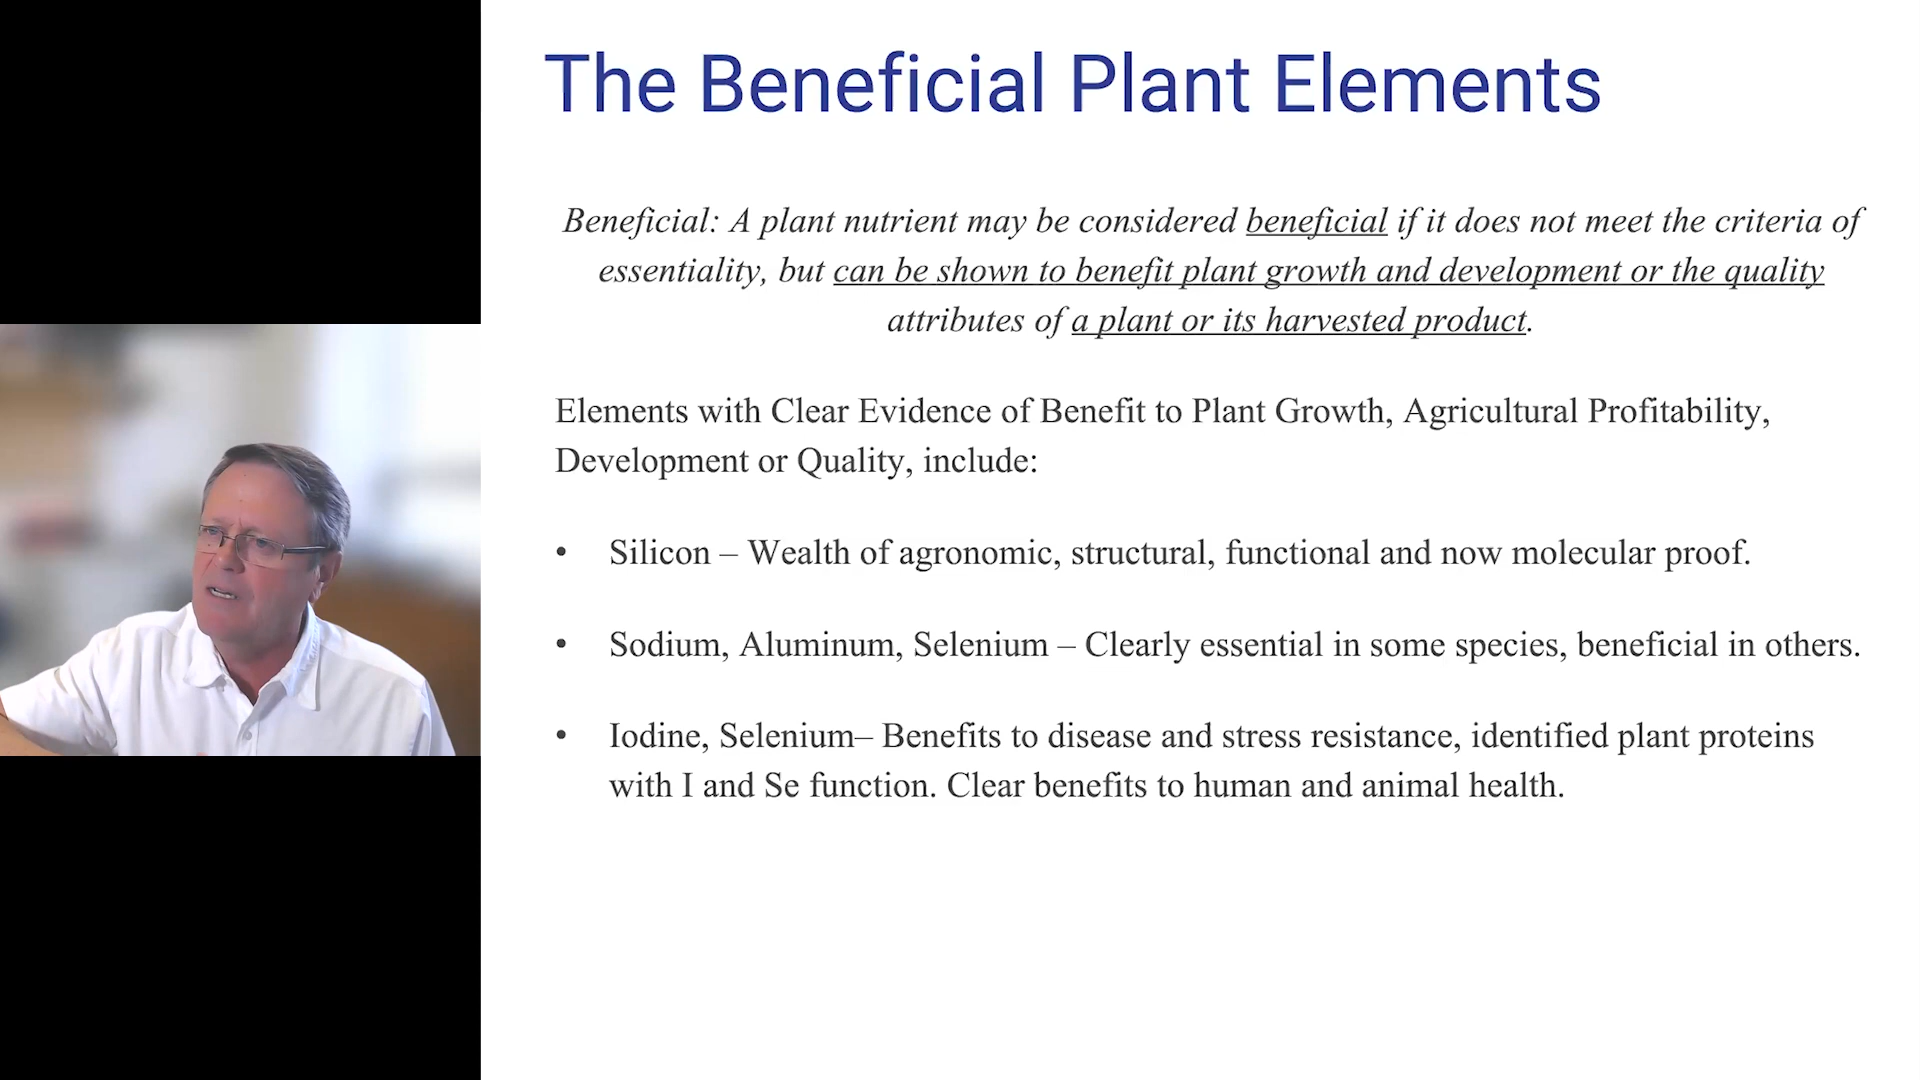 The Beneficial Plant Elements
Beneficial: A plant nutrient may be considered beneficial if it does not meet the criteria of
essentiality, but can be shown to benefit plant growth and development or the quality
attributes of a plant or its harvested product.
Elements with Clear Evidence of Benefit to Plant Growth, Agricultural Profitability,
Development or Quality, include:
• Silicon – Wealth of agronomic, structural, functional and now molecular proof.
• Sodium, Aluminum, Selenium – Clearly essential in some species, beneficial in others.
• Iodine, Selenium– Benefits to disease and stress resistance, identified plant proteins
with I and Se function. Clear benefits to human and animal health.